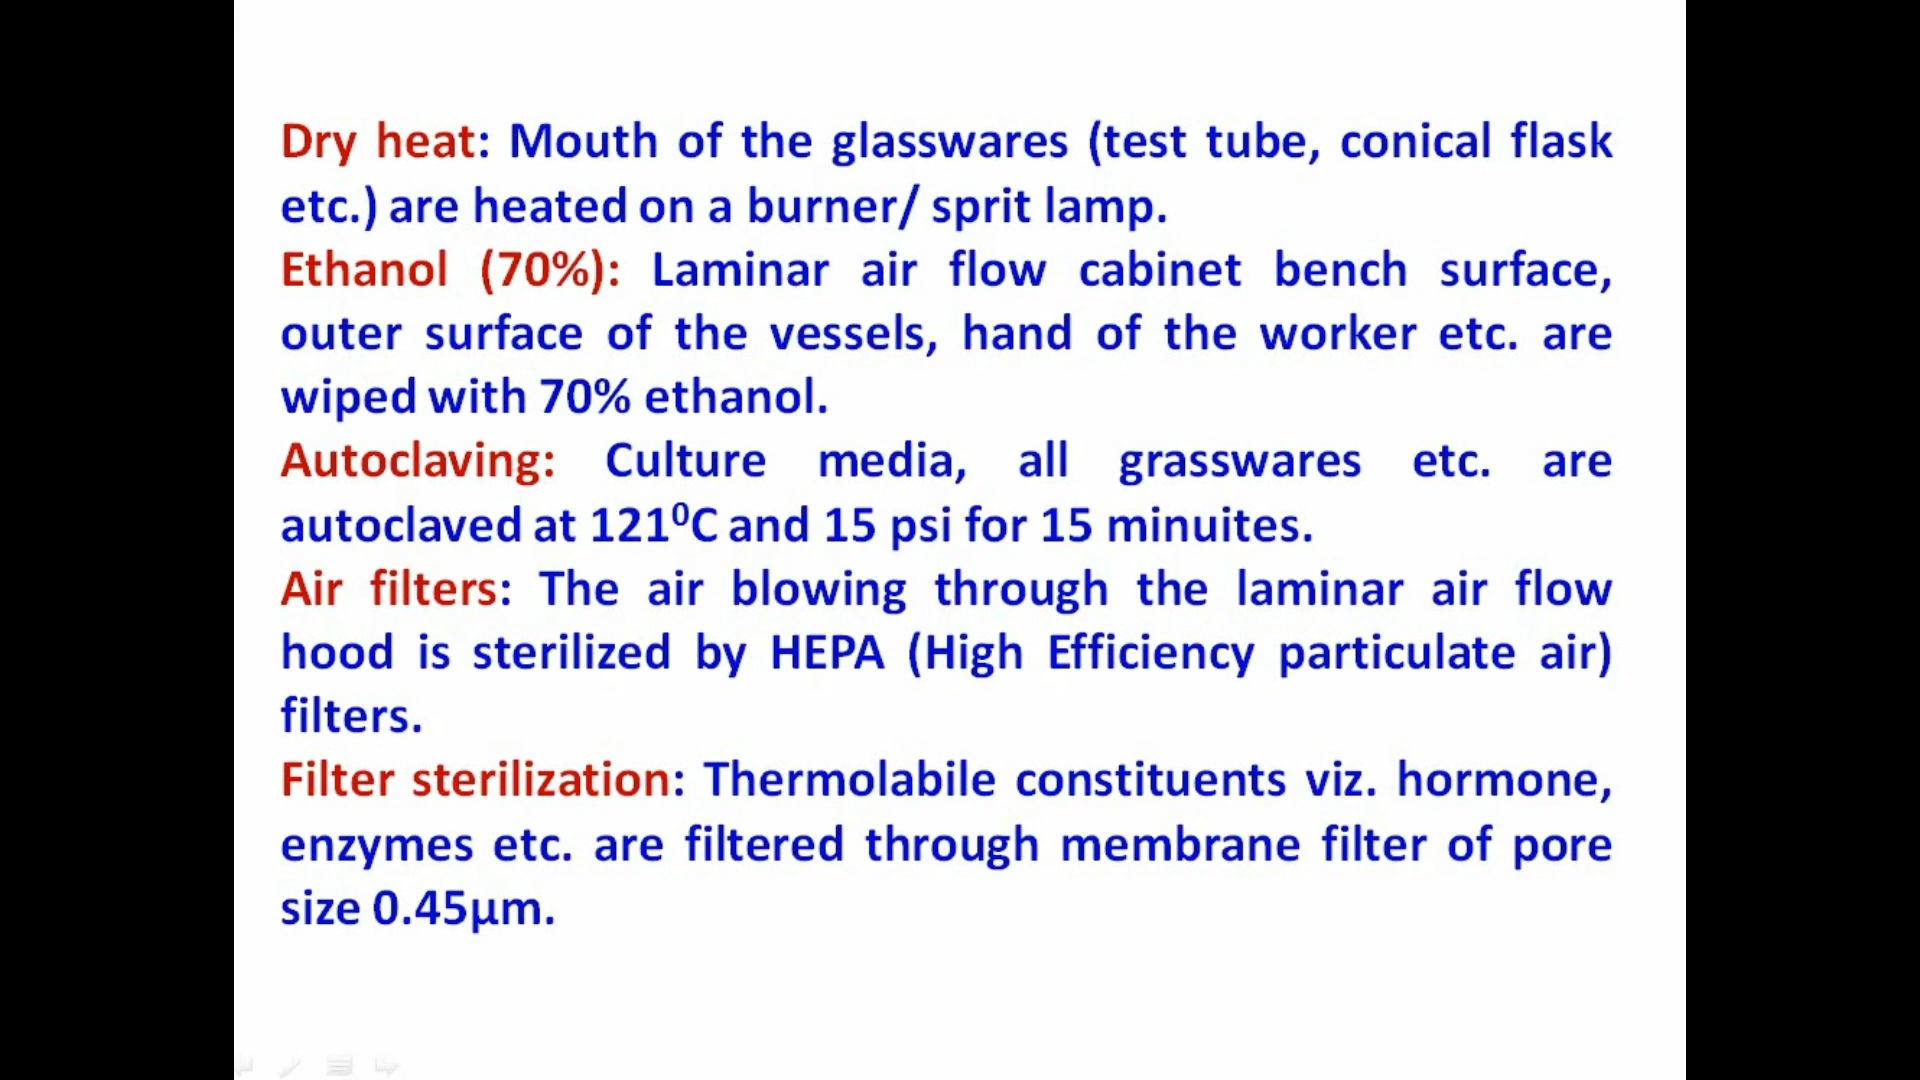 Dry heat: Mouth of the glasswares (test tube, conical flask
etc.) are heated on a burner/ sprit lamp.
Ethanol (70%): Laminar air flow cabinet bench surface,
outer surface of the vessels, hand of the worker etc. are
wiped with 70% ethanol.
Autoclaving: Culture media, all grasswares etc. are
autoclaved at 121⁰C and 15 psi for 15 minuites.
Air filters: The air blowing through the laminar air flow
hood is sterilized by HEPA (High Efficiency particulate air)
filters.
Filter sterilization: Thermolabile constituents viz. hormone,
enzymes etc. are filtered through membrane filter of pore
size 0.45µm.